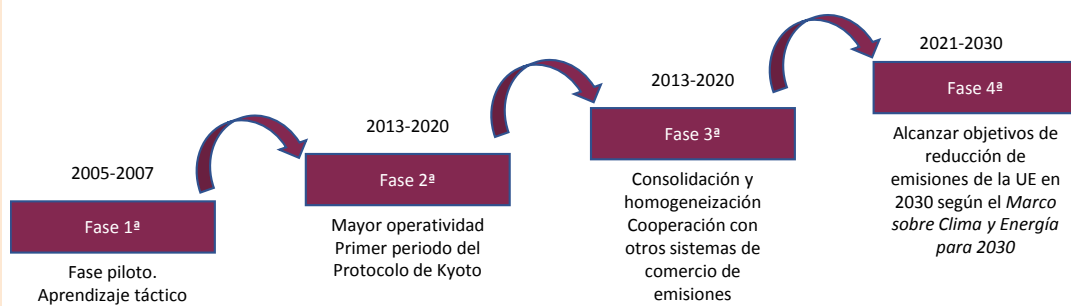 2005-2007
Fase 1ª
Fase piloto.
Aprendizaje táctico
2013-2020
Fase 2ª
Mayor operatividad
Primer periodo del
Protocolo de Kyoto
2013-2020
Fase 3ª
Consolidación y
homogeneización
Cooperación con
otros sistemas de
comercio de
emisiones
2021-2030
Fase 4ª
Alcanzar objetivos de
reducción de
emisiones de la UE en
2030 según el Marco
sobre Clima y Energía
para 2030